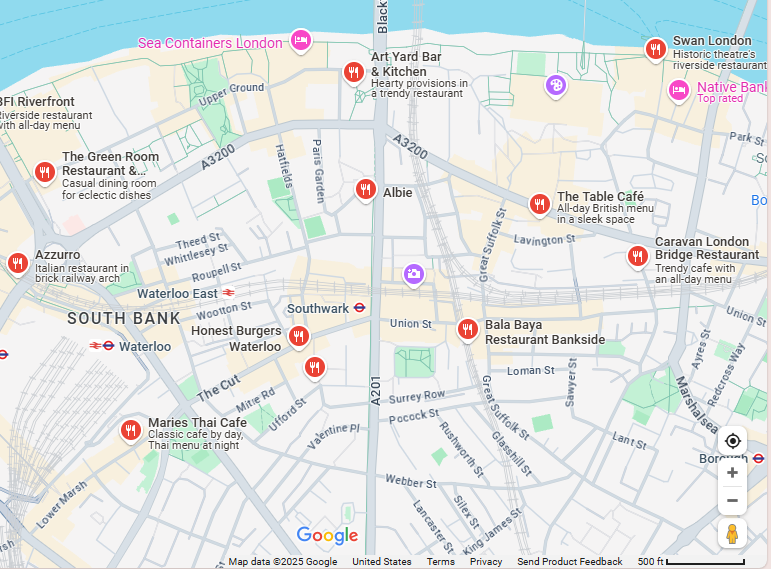 Black
Sea Containers London
Art Yard Bar
& Kitchen
Hearty provisions in
a trendy restaurant
Swan London
Historic theatre's
riverside restaurant
Native Bank
Top rated
BFI Riverfront
Riverside restaurant
with all-day menu
Upper Ground
A3200
A3200
Park St
The Green Room
Restaurant &...
Casual dining room
for eclectic dishes
Hatfields
Paris Garden
Albie
The Table Café
All-day British menu
in a sleek space
Great Suffolk St
Lavington St
Caravan London
Bridge Restaurant
Trendy cafe with
an all-day menu
Azzurro
Italian restaurant in
brick railway arch
Theed St
Whittlesey St
Roupell St
Waterloo East
Wootton St
SOUTH BANK
Southwark
Union St
Union St
Honest Burgers
Waterloo
Bala Baya
Restaurant Bankside
Waterloo
The Cut
Loman St
Sawyer St
Ayres St
Redcross Way
Marshalsea
A201
Mitre Rd
Ufford St
Surrey Row
Pocock St
Great Suffolk St
Maries Thai Cafe
Classic cafe by day,
Thai menu at night
Valentine Pl
Rushworth St
Glasshill St
Lant St
Borough
Webber St
Lower Marsh
Silex St
Lancaster St
King James St
Google
Map data ©2025 Google United States Terms Privacy Send Product Feedback 500 ft